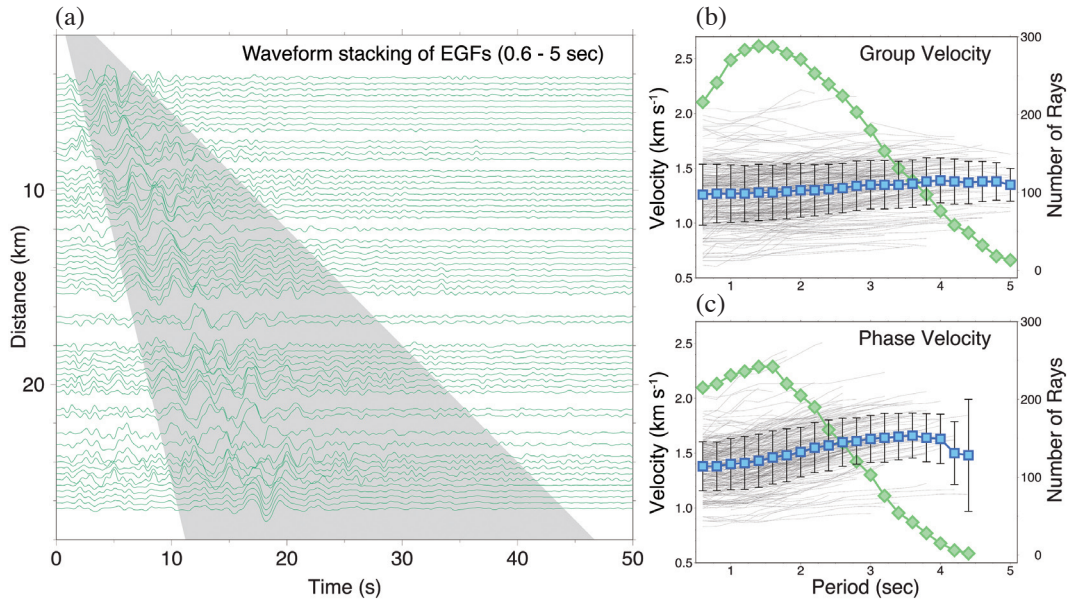 (a)
Waveform stacking of EGFs (0.6 - 5 sec)
Distance (km)
10
20
0 10 20 30 40 50
Time (s)
(b)
Group Velocity
Velocity (km s-1)
2.5
2.0
1.5
1.0
0.5
1 2 3 4 5
300
200
100
0
Number of Rays
(c)
Phase Velocity
Velocity (km s-1)
2.5
2.0
1.5
1.0
0.5
1 2 3 4 5
Period (sec)
300
200
100
0
Number of Rays